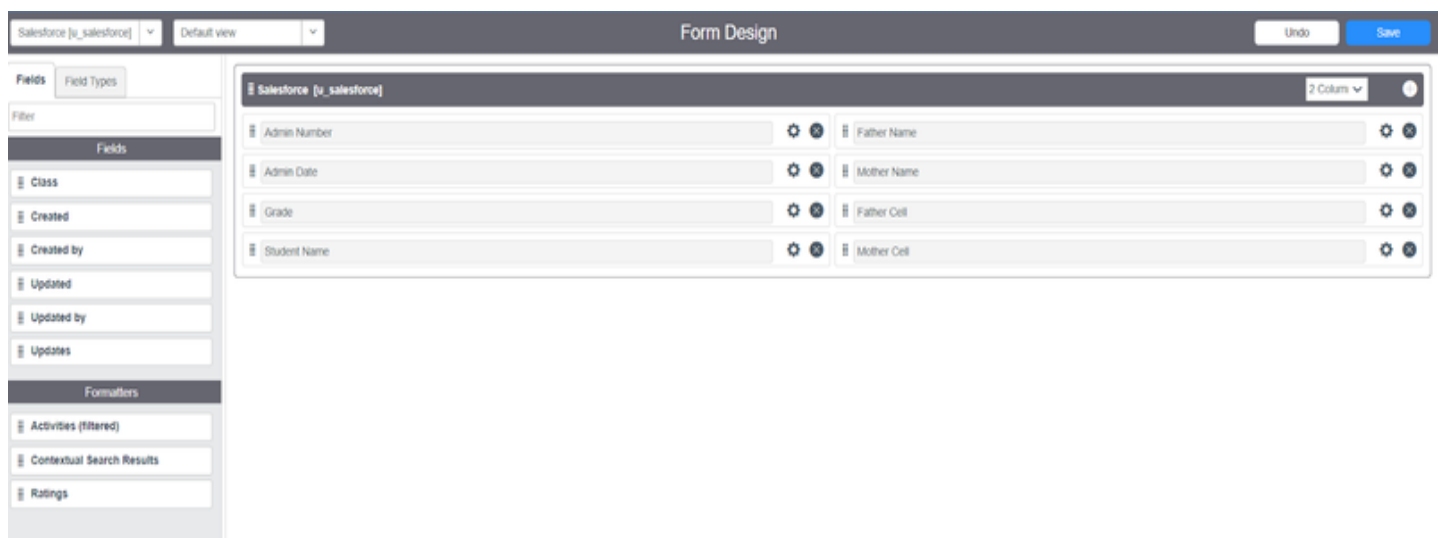 Salesforce [u_salesforce] Default view Form Design Undo Save
Fields Field Types
Filter
Fields
Class
Created
Created by
Updated
Updated by
Updates
Formatters
Activities (filtered)
Contextual Search Results
Ratings
Salesforce [u_salesforce] 2 Colum
Admin Number Father Name
Admin Date Mother Name
Grade Father Cell
Student Name Mother Cell